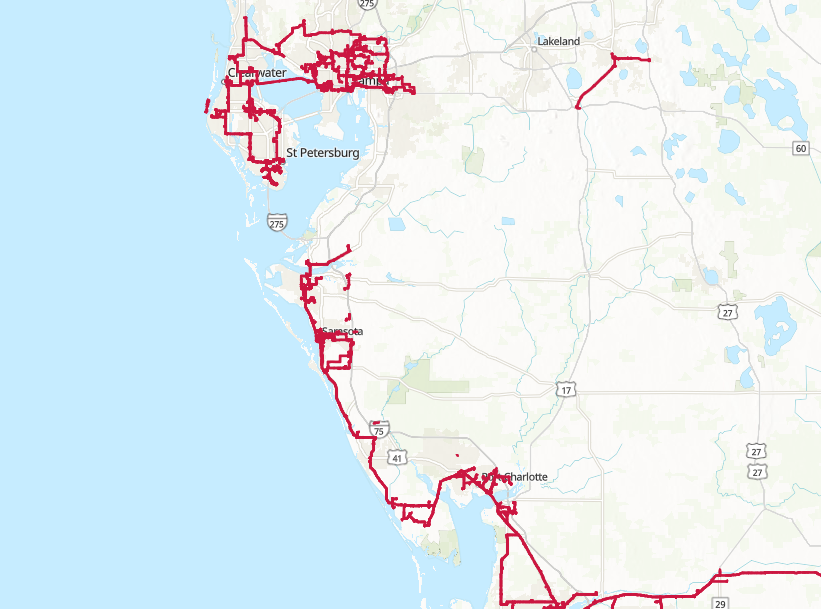 275
Lakeland
Clearwater
Tampa
60
St Petersburg
275
27
Sarasota
17
75
41
27
27
Port Charlotte
29